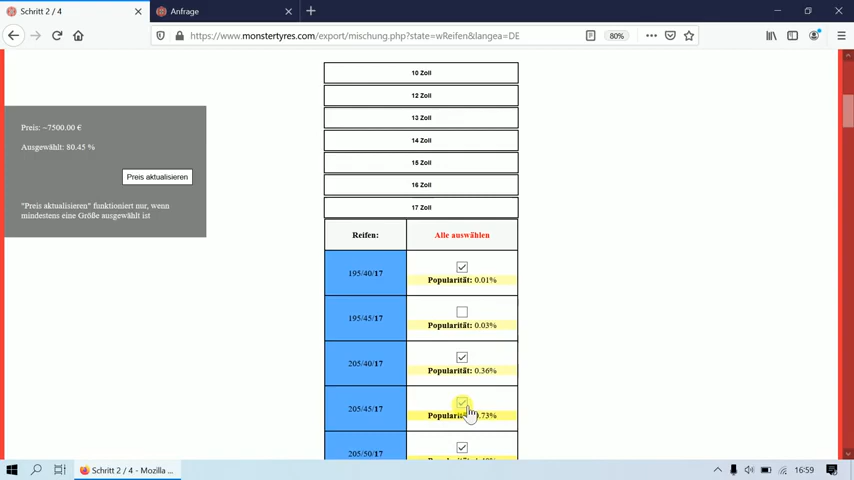 Schritt 2 / 4
Anfrage
https://www.monstertyres.com/export/mischung.php?state=wReifen&langea=DE
80%
10 Zoll
12 Zoll
13 Zoll
14 Zoll
15 Zoll
16 Zoll
17 Zoll
Preis: ~7500.00 €
Ausgewählt: 80.45 %
Preis aktualisieren
"Preis aktualisieren" funktioniert nur, wenn
mindestens eine Größe ausgewählt ist
Reifen: Alle auswählen
195/40/17
Popularität: 0.01%
195/45/17
Popularität: 0.03%
205/40/17
Popularität: 0.36%
205/45/17
205/50/17
Schritt 2 / 4 - Mozilla ...
16:59